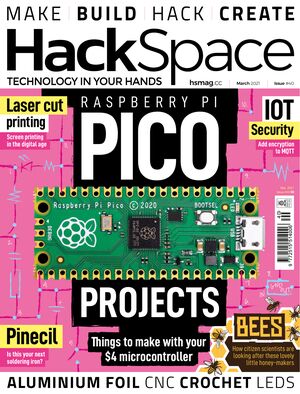 MAKE | BUILD | HACK | CREATE
HackSpace
TECHNOLOGY IN YOUR HANDS
hsmag.cc
March 2021
Issue #40
Laser cut
printing
Screen printing
in the digital age
RASPBERRY PI
PICO
IOT
Security
Add encryption
to MQTT
Raspberry Pi Pico © 2020
BOOTSEL
DEBUG
PROJECTS
Things to make with your
$4 microcontroller
Pinecil
Is this your next
soldering iron?
BEES
How citizen scientists are
looking after these lovely
little honey-makers
ALUMINIUM FOIL CNC CROCHET LEDS